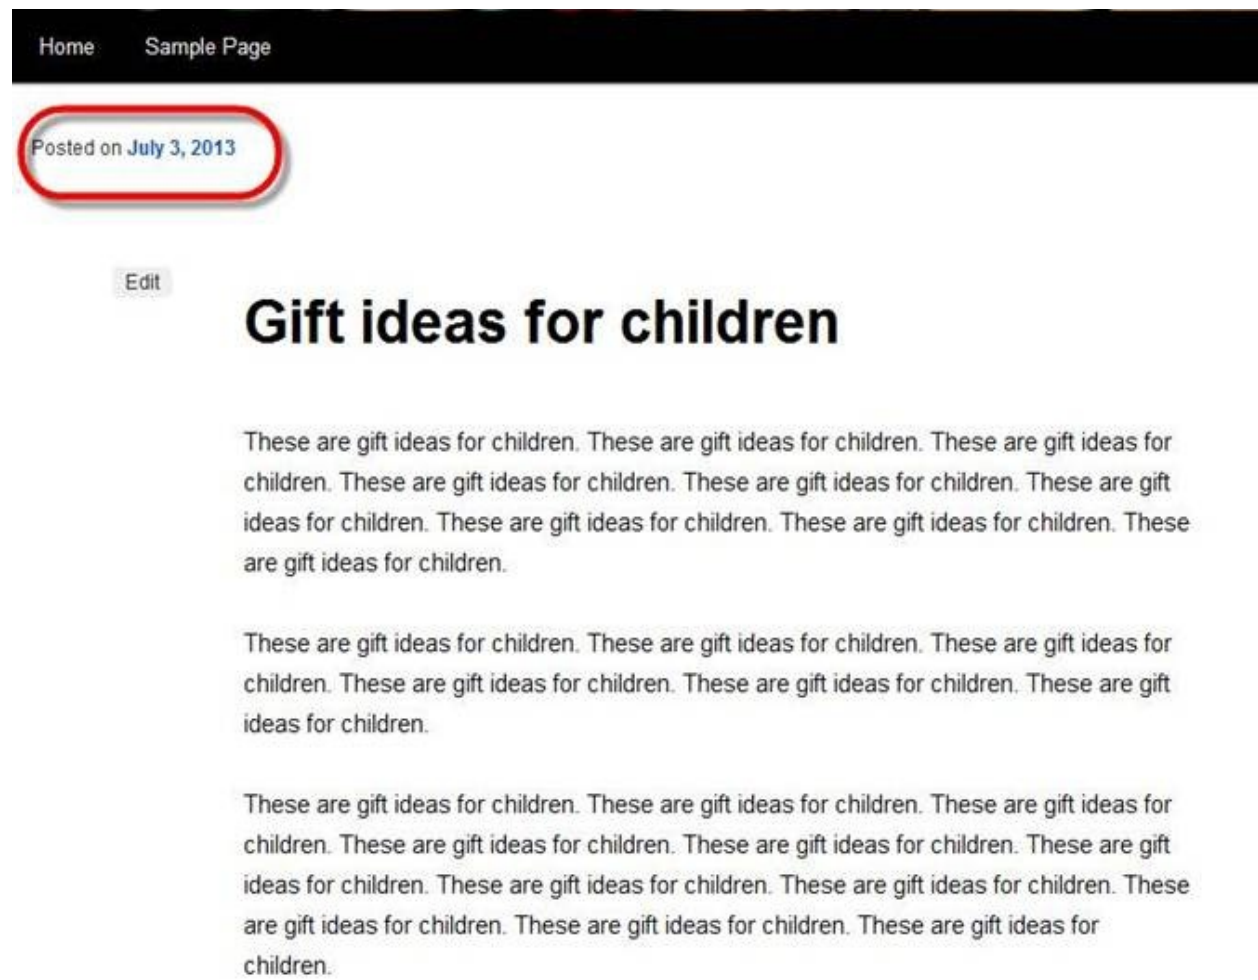 Home Sample Page
Posted on July 3, 2013
Edit
Gift ideas for children
These are gift ideas for children. These are gift ideas for children. These are gift ideas for
children. These are gift ideas for children. These are gift ideas for children. These are gift
ideas for children. These are gift ideas for children. These are gift ideas for children. These
are gift ideas for children.
These are gift ideas for children. These are gift ideas for children. These are gift ideas for
children. These are gift ideas for children. These are gift ideas for children. These are gift
ideas for children.
These are gift ideas for children. These are gift ideas for children. These are gift ideas for
children. These are gift ideas for children. These are gift ideas for children. These are gift
ideas for children. These are gift ideas for children. These are gift ideas for children. These
are gift ideas for children. These are gift ideas for children. These are gift ideas for
children.